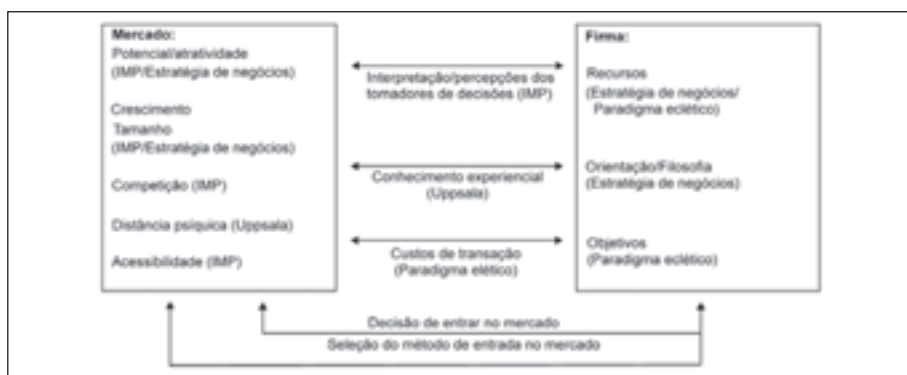 Mercado:
Potencial/atratividade
(IMP/Estratégia de negócios)
Crescimento
Tamanho
(IMP/Estratégia de negócios)
Competição (IMP)
Distância psíquica (Uppsala)
Acessibilidade (IMP)
Interpretação/percepções dos
tomadores de decisões (IMP)
Conhecimento experiencial
(Uppsala)
Custos de transação
(Paradigma elético)
Firma:
Recursos
(Estratégia de negócios/
Paradigma eclético)
Orientação/Filosofia
(Estratégia de negócios)
Objetivos
(Paradigma eclético)
Decisão de entrar no mercado
Seleção do método de entrada no mercado